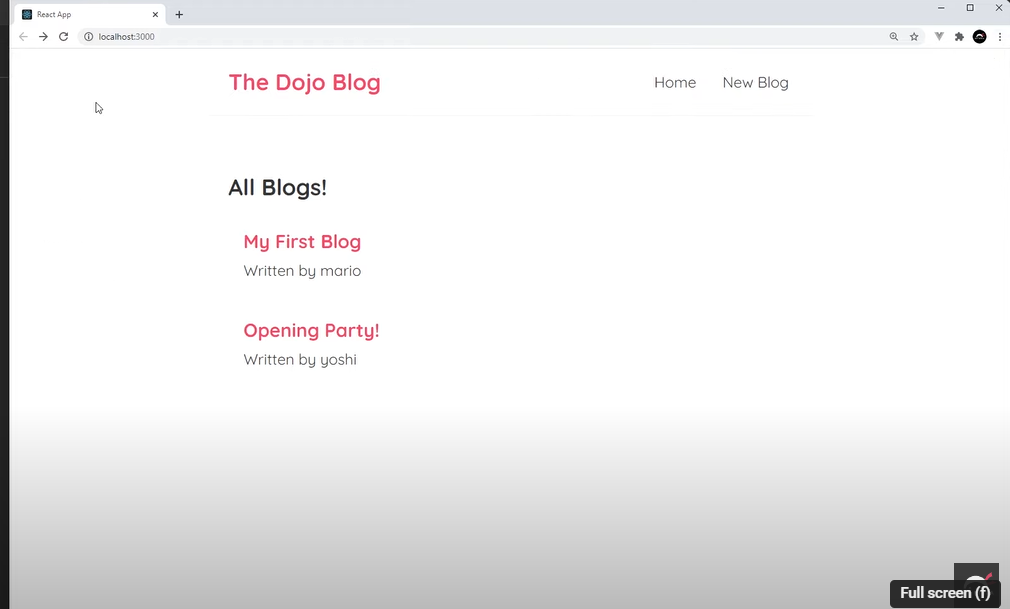 React App
localhost:3000
The Dojo Blog
Home New Blog
All Blogs!
My First Blog
Written by mario
Opening Party!
Written by yoshi
Full screen (f)